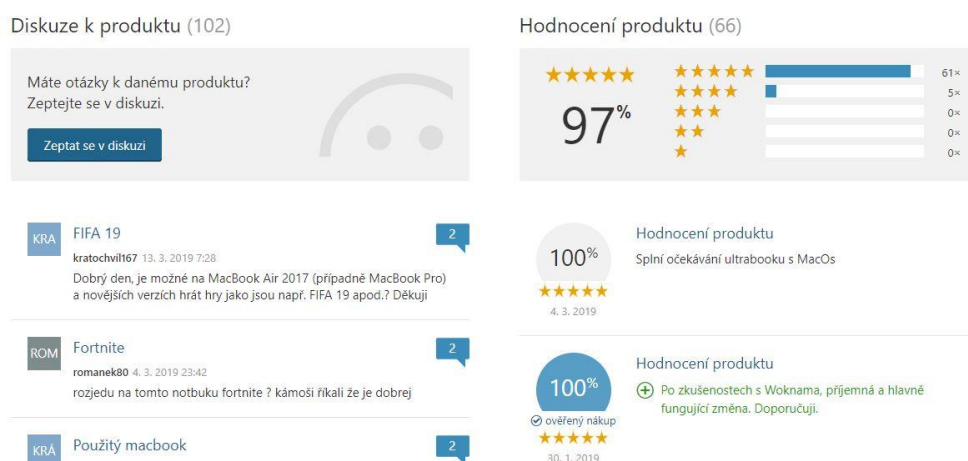 Diskuze k produktu (102)
Máte otázky k danému produktu?
Zeptejte se v diskuzi.
Zeptat se v diskuzi
KRA
FIFA 19
2
kratochvil167 13. 3. 2019 7:28
Dobrý den, je možné na MacBook Air 2017 (případně MacBook Pro)
a novějších verzích hrát hry jako jsou např. FIFA 19 apod.? Děkuji
ROM
Fortnite
2
romanek80 4. 3. 2019 23:42
rozjedu na tomto notbuku fortnite ? kámoši říkali že je dobrej
KRÁ
Použitý macbook
2
Hodnocení produktu (66)
97%
61×
5×
0×
0×
0×
100%
4. 3. 2019
Hodnocení produktu
Splní očekávání ultrabooku s MacOs
100%
ověřený nákup
30. 1. 2019
Hodnocení produktu
Po zkušenostech s Woknama, příjemná a hlavně
fungující změna. Doporučuji.